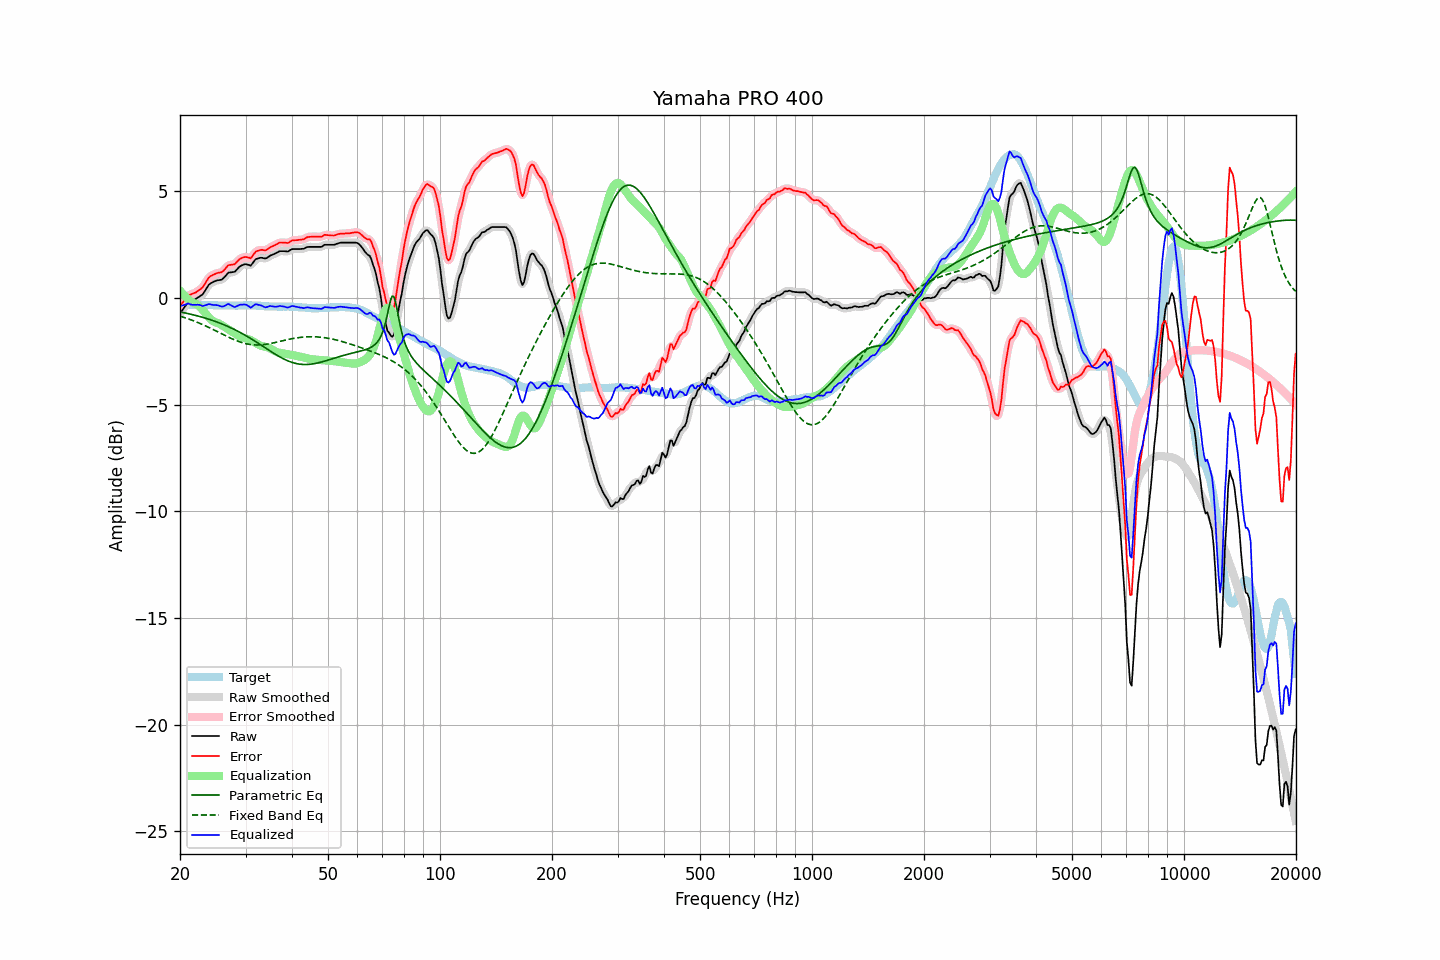 Yamaha PRO 400
5
0
−5
−10
−15
−20
−25
Amplitude (dBr)
Target
Raw Smoothed
Error Smoothed
Raw
Error
Equalization
Parametric Eq
Fixed Band Eq
Equalized
20 50 100 200 500 1000 2000 5000 10000 20000
Frequency (Hz)